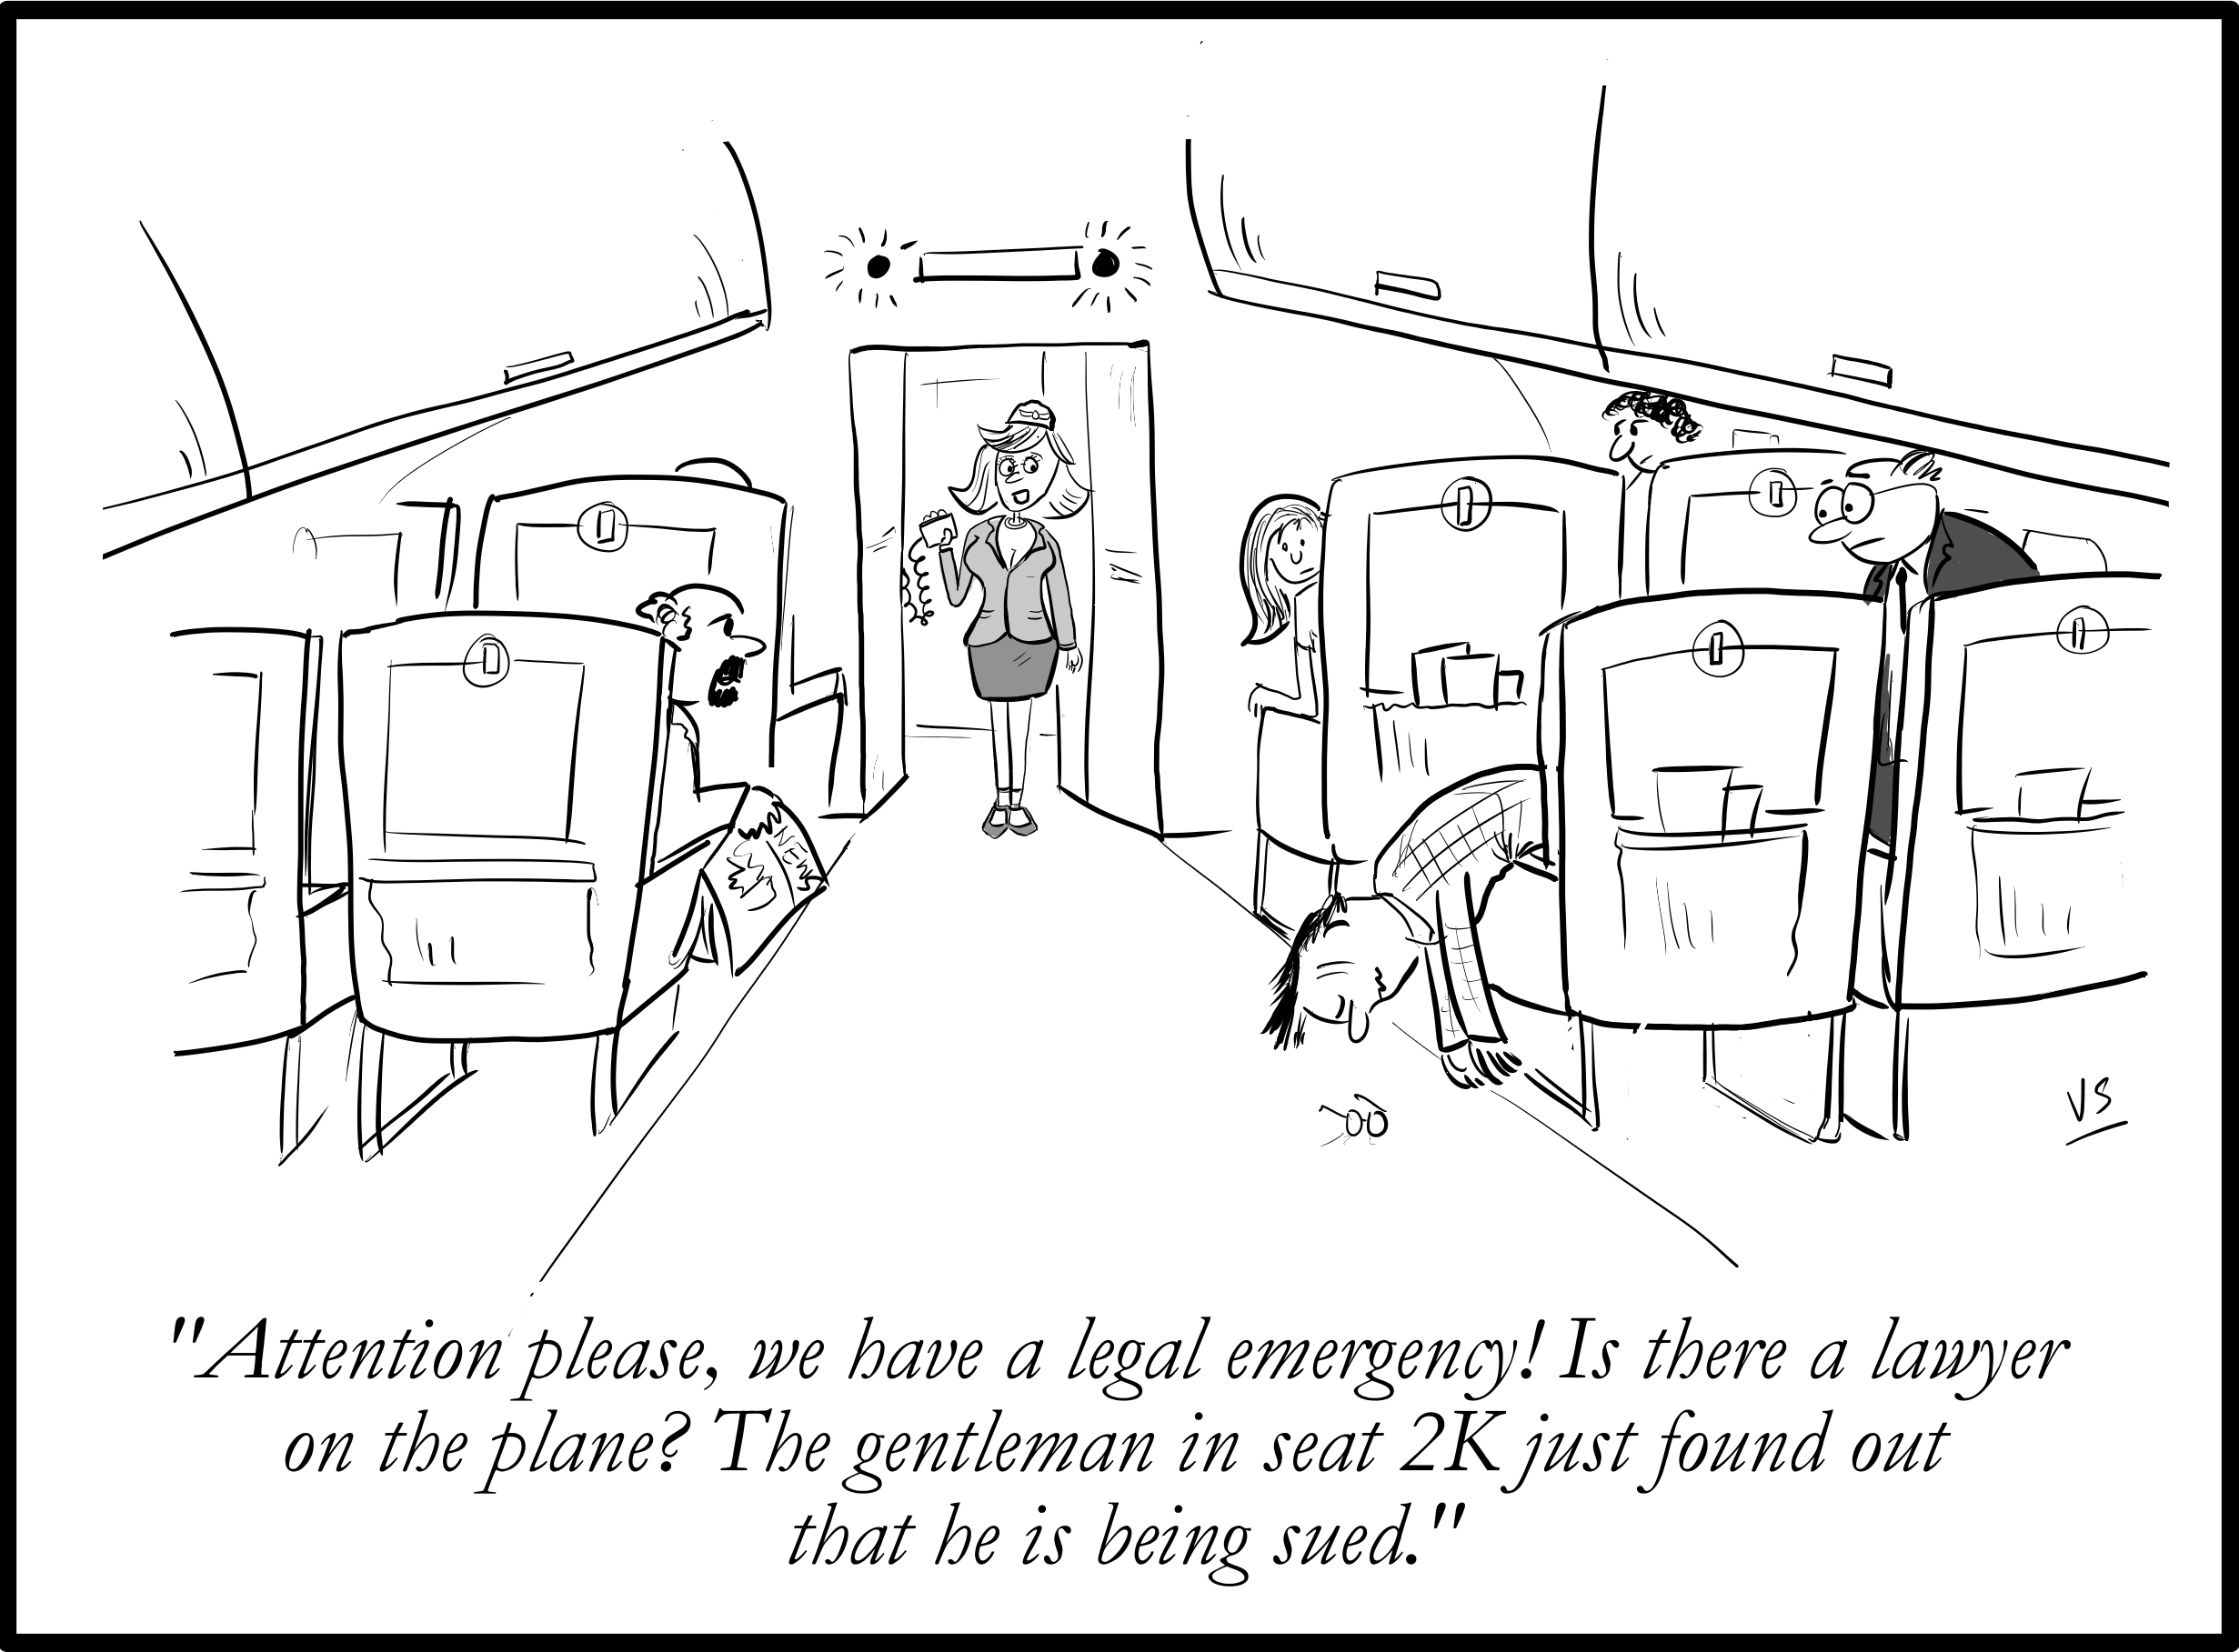 NEWS
VS
"Attention please, we have a legal emergency! Is there a lawyer
on the plane? The gentleman in seat 2K just found out
that he is being sued."